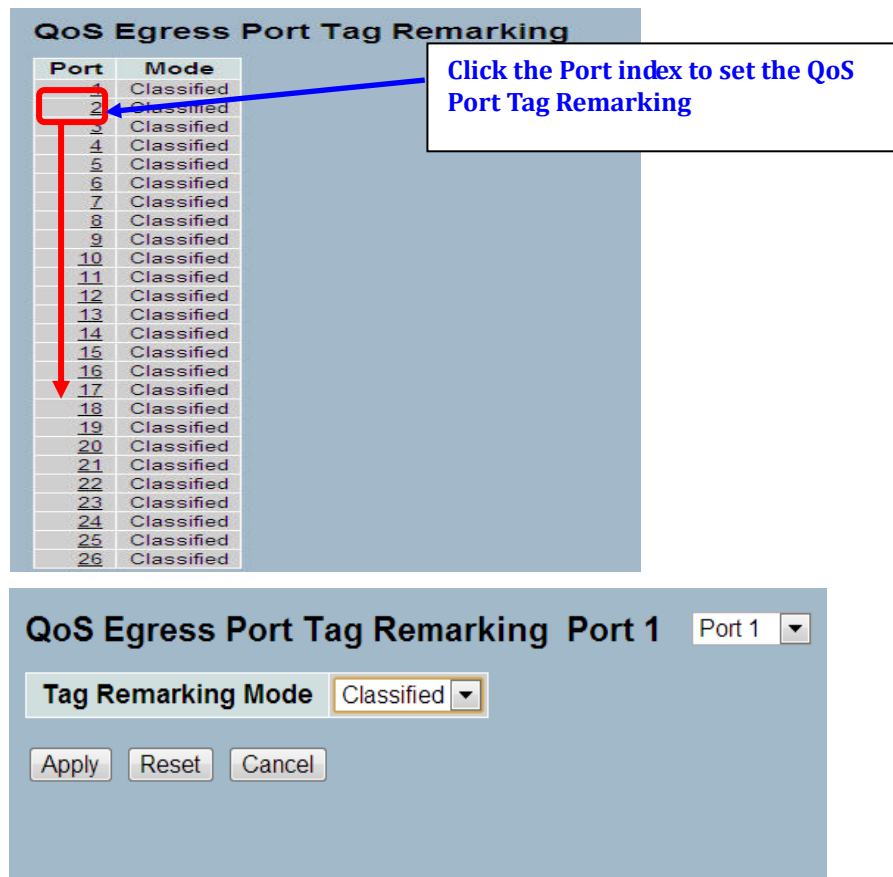 QoS Egress Port Tag Remarking
Click the Port index to set the QoS
Port Tag Remarking
Port Mode
1 Classified
2 Classified
3 Classified
4 Classified
5 Classified
6 Classified
7 Classified
8 Classified
9 Classified
10 Classified
11 Classified
12 Classified
13 Classified
14 Classified
15 Classified
16 Classified
17 Classified
18 Classified
19 Classified
20 Classified
21 Classified
22 Classified
23 Classified
24 Classified
25 Classified
26 Classified
QoS Egress Port Tag Remarking Port 1 Port 1
Tag Remarking Mode Classified
Apply Reset Cancel